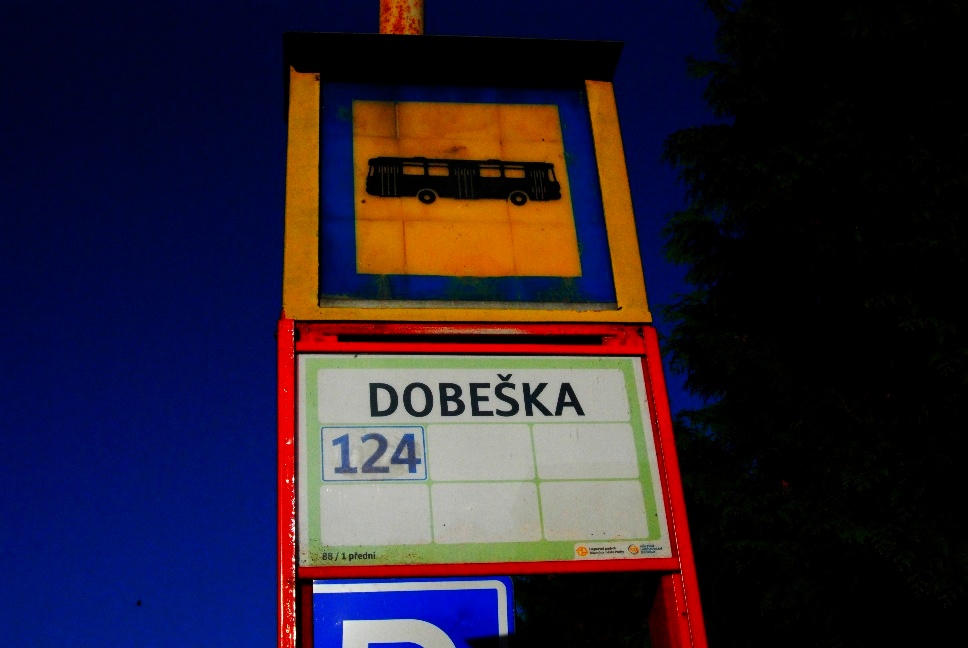 DOBEŠKA
124
88 / 1 přední
P